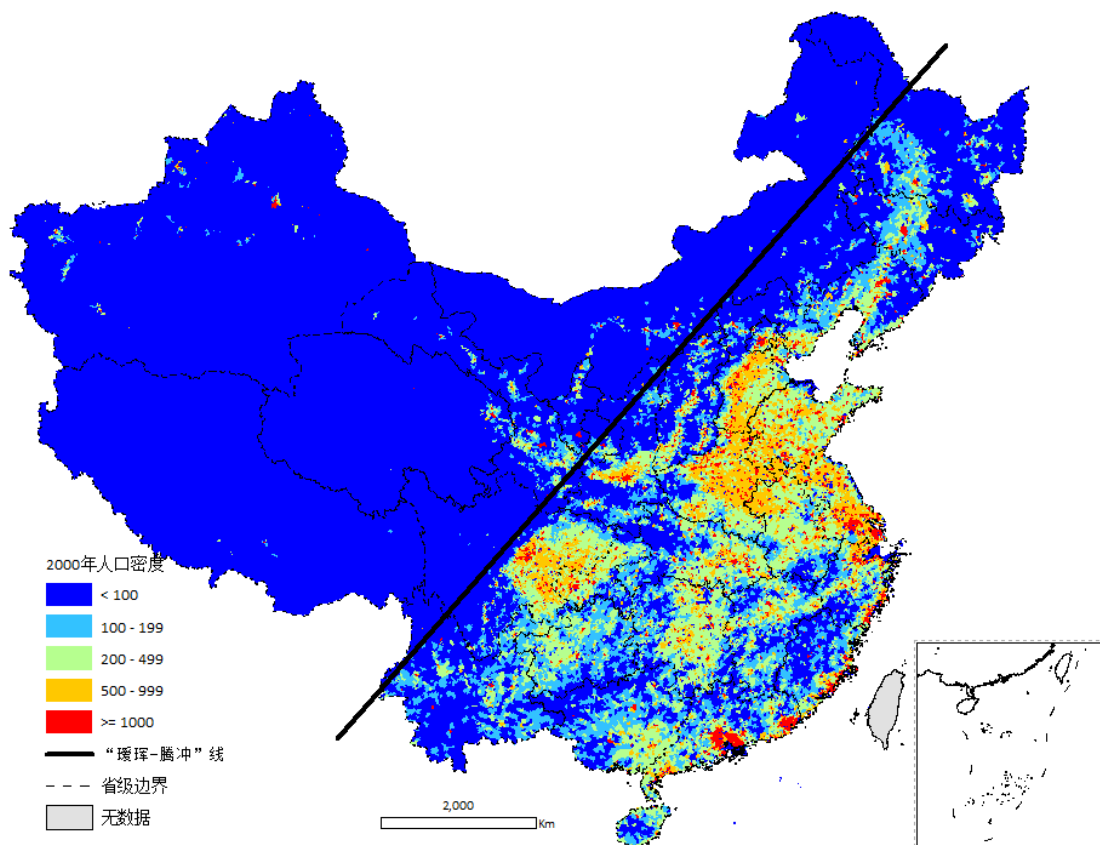 2000年人口密度
< 100
100 - 199
200 - 499
500 - 999
>= 1000
“瑷珲-腾冲”线
省级边界
无数据
2,000
Km